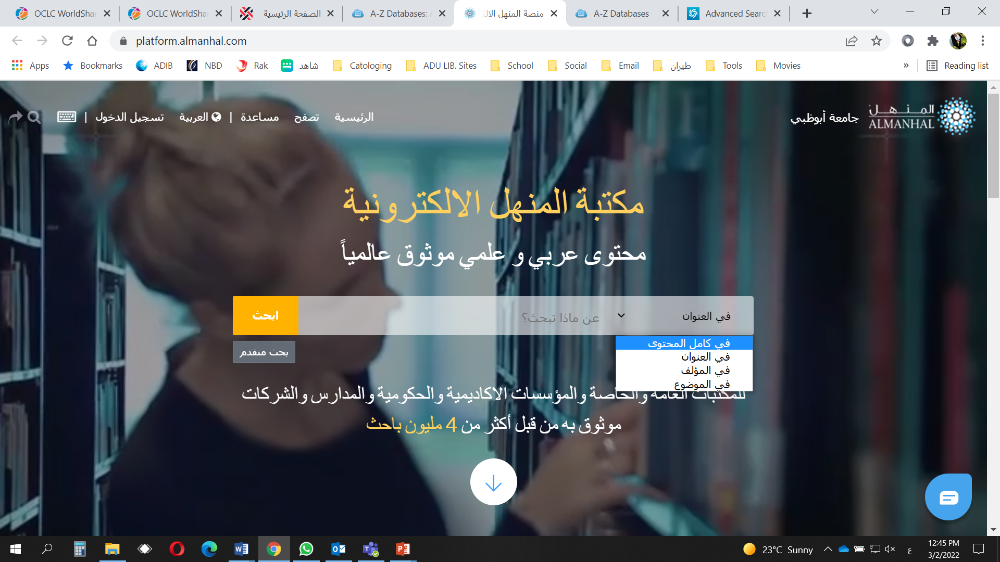 OCLC WorldShar
OCLC WorldShar
الصفحة الرئيسية
A-Z Databases: A
منصة المنهل الالك
A-Z Databases
Advanced Search
platform.almanhal.com
Apps
Bookmarks
ADIB
NBD
Rak
شاهد
Catologing
ADU LIB. Sites
School
Social
Email
طيران
Tools
Movies
»
Reading list
المنهل
ALMANHAL
جامعة أبوظبي
الرئيسية
تصفح
مساعدة
|
العربية
تسجيل الدخول
|
مكتبة المنهل الالكترونية
محتوى عربي و علمي موثوق عالمياً
في العنوان
عن ماذا تبحث؟
ابحث
في كامل المحتوى
في العنوان
في المؤلف
في الموضوع
بحث متقدم
للمكتبات العامة والخاصة والمؤسسات الاكاديمية والحكومية والمدارس والشركات
موثوق به من قبل أكثر من 4 مليون باحث
23°C Sunny
ع
12:45 PM
3/2/2022